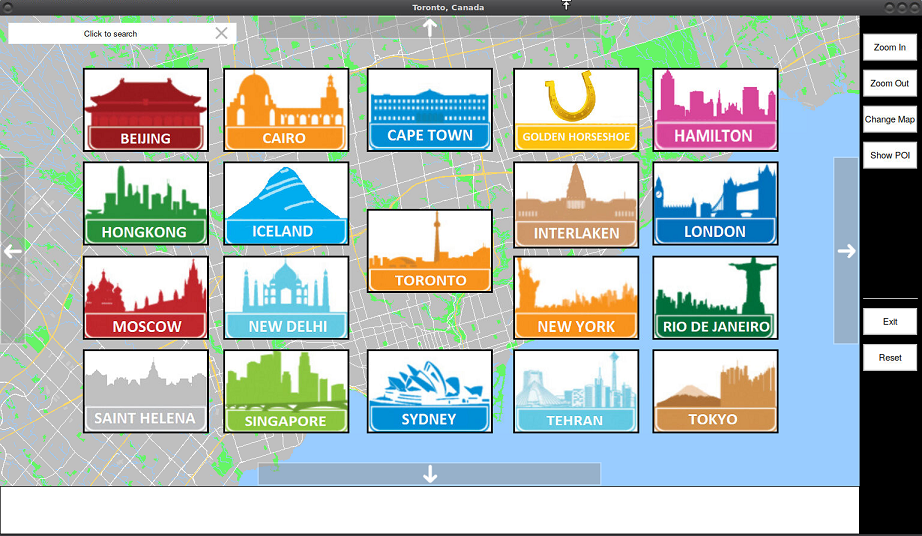 Toronto, Canada
Click to search
Zoom In
Zoom Out
Change Map
Show POI
BEIJING
CAIRO
CAPE TOWN
GOLDEN HORSESHOE
HAMILTON
HONGKONG
ICELAND
TORONTO
INTERLAKEN
LONDON
MOSCOW
NEW DELHI
NEW YORK
RIO DE JANEIRO
SAINT HELENA
SINGAPORE
SYDNEY
TEHRAN
TOKYO
Exit
Reset